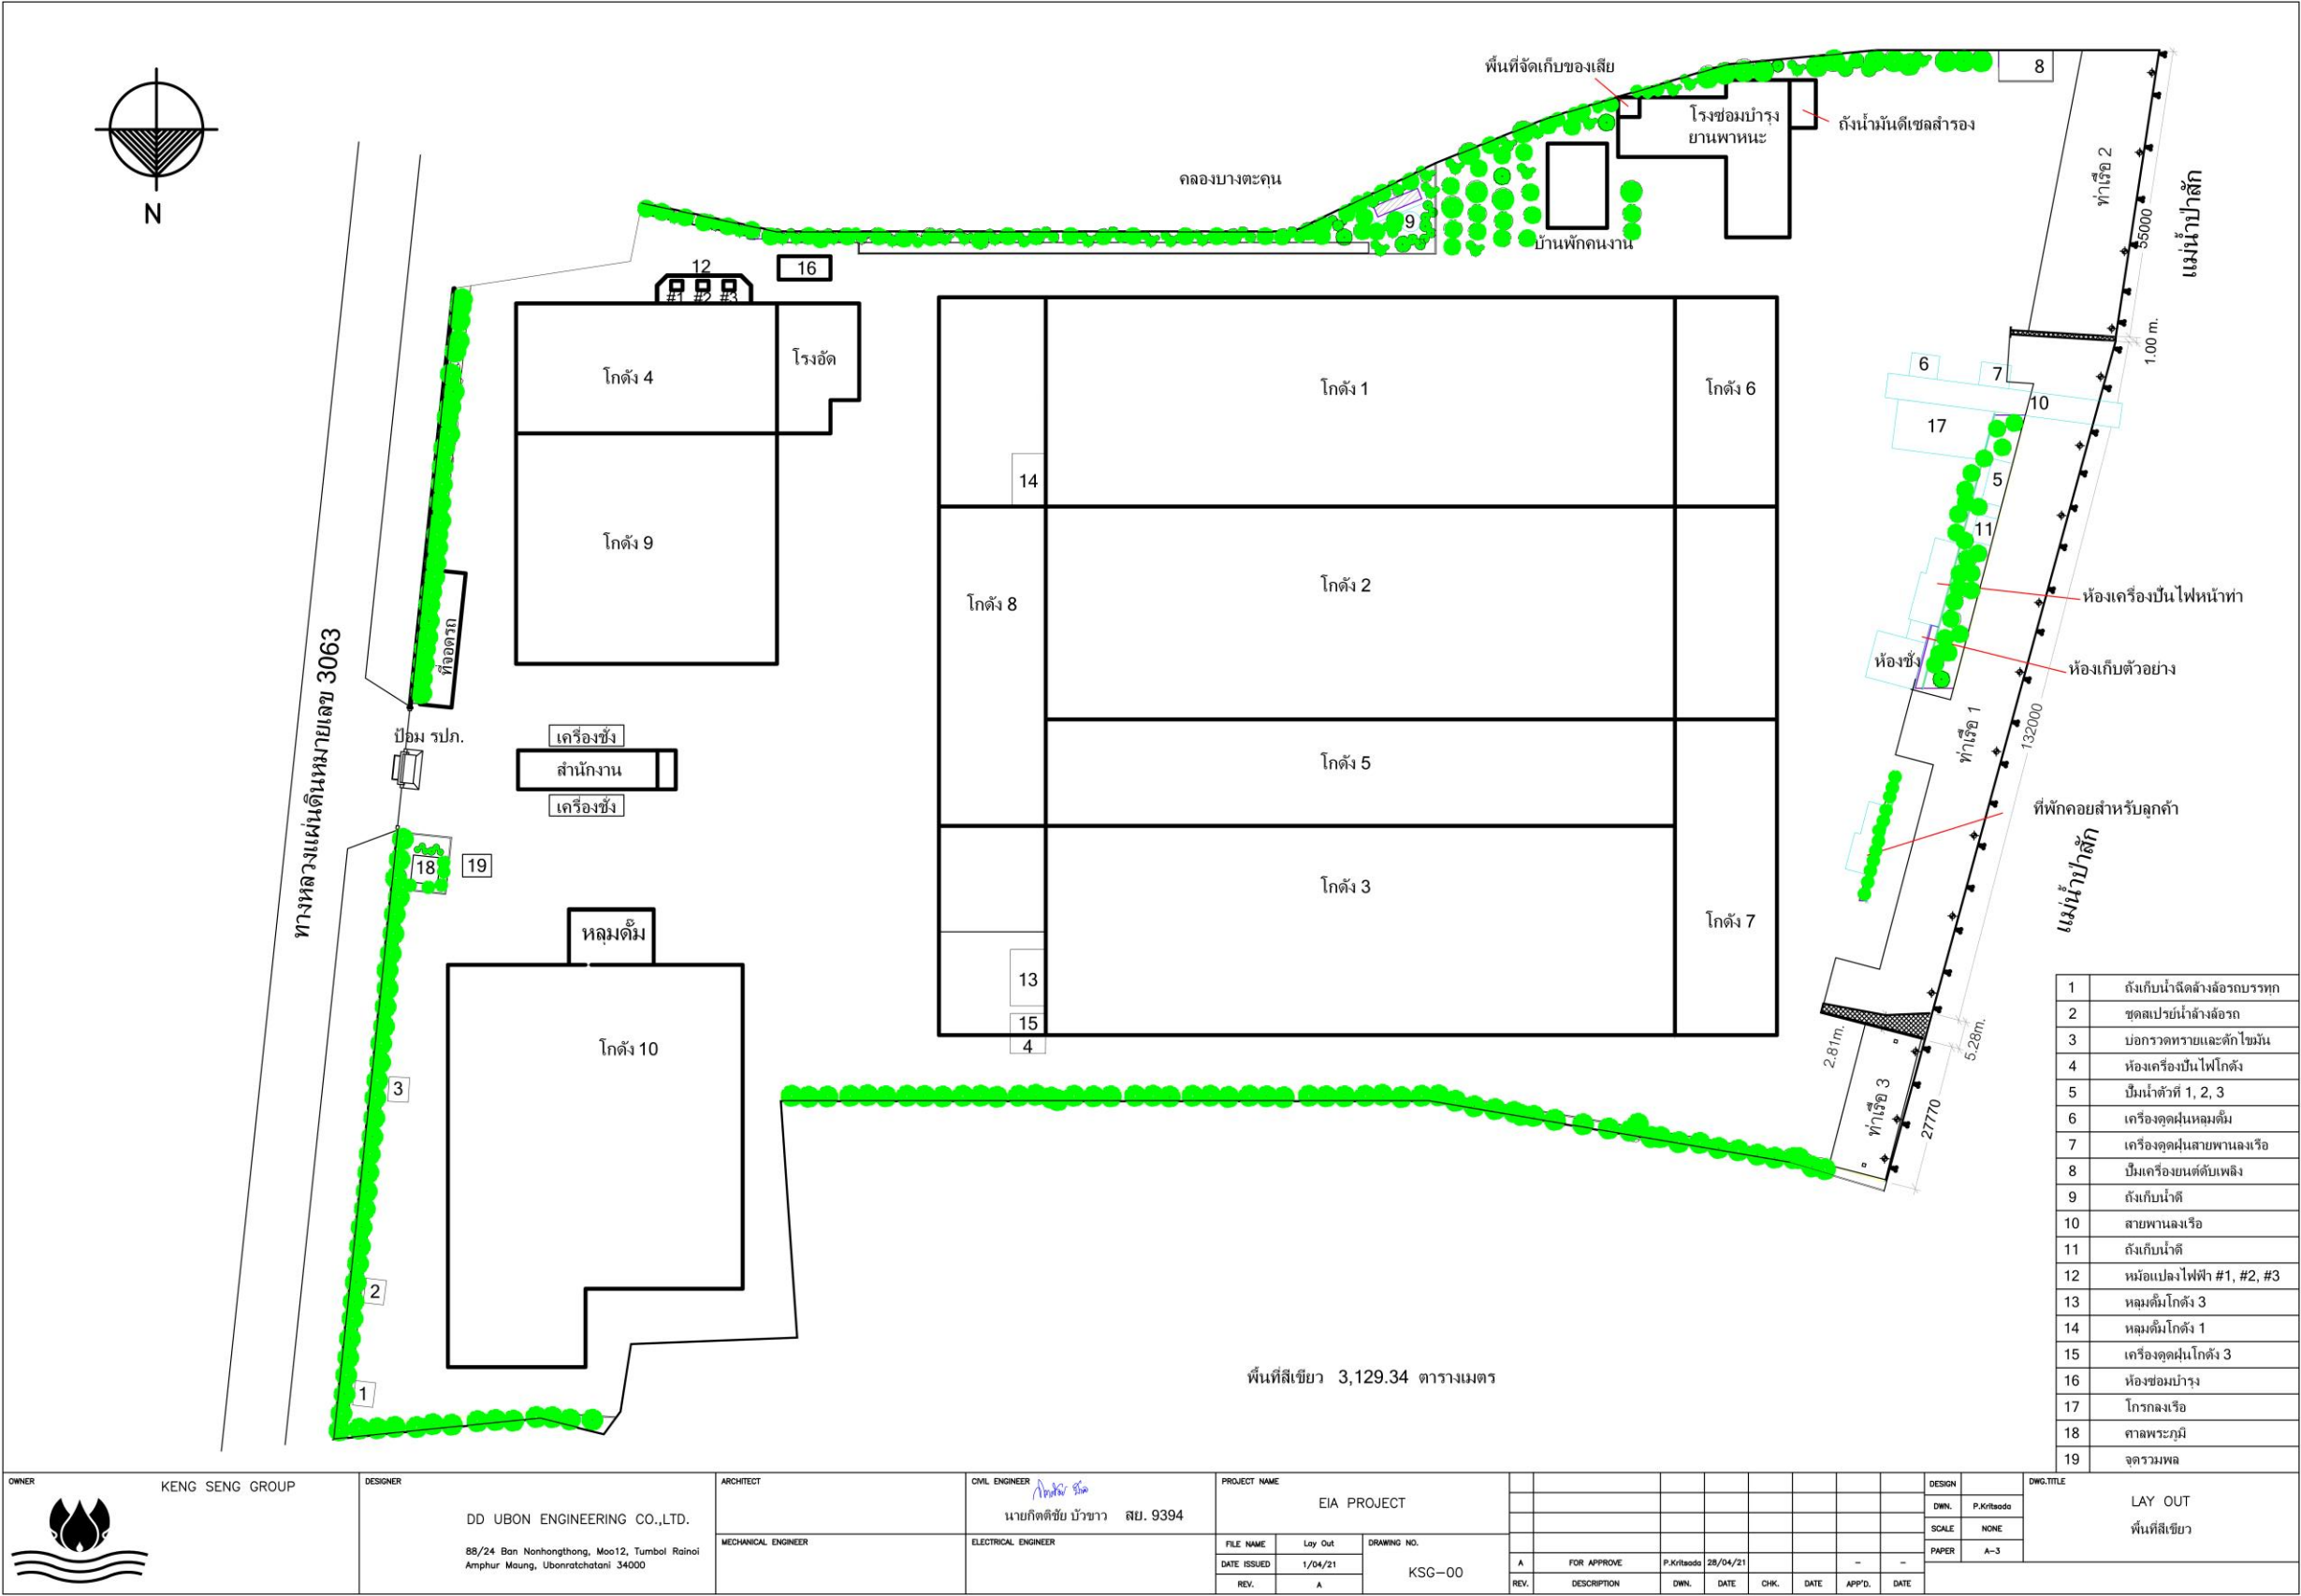 พื้นที่จัดเก็บของเสีย
8
โรงซ่อมบำรุง
ยานพาหนะ
ถังน้ำมันดีเซลสำรอง
N
คลองบางตะคุน
ท่าเรือ 2
แม่น้ำป่าสัก
55000
9
บ้านพักคนงาน
12
#1 #2 #3
16
1.00 m.
โกดัง 4
โรงอัด
โกดัง 1
โกดัง 6
6
7
10
17
14
5
11
โกดัง 9
โกดัง 8
โกดัง 2
ห้องเครื่องปั่นไฟหน้าท่า
ที่จอดรถ
ทางหลวงแผ่นดินหมายเลข 3063
ห้องชั่ง
ห้องเก็บตัวอย่าง
ป้อม รปภ.
เครื่องชั่ง
สำนักงาน
เครื่องชั่ง
โกดัง 5
ท่าเรือ 1
132000
ที่พักคอยสำหรับลูกค้า
18
19
โกดัง 3
โกดัง 7
แม่น้ำป่าสัก
หลุมดั๊ม
13
15
4
โกดัง 10
2.81m.
5.28m.
3
ท่าเรือ 3
27770
2
1
พื้นที่สีเขียว 3,129.34 ตารางเมตร
1 ถังเก็บน้ำฉีดล้างล้อรถบรรทุก
2 ชุดสเปรย์น้ำล้างล้อรถ
3 บ่อกรวดทรายและดักไขมัน
4 ห้องเครื่องปั่นไฟโกดัง
5 ปั๊มน้ำตัวที่ 1, 2, 3
6 เครื่องดูดฝุ่นหลุมดั๊ม
7 เครื่องดูดฝุ่นสายพานลงเรือ
8 ปั๊มเครื่องยนต์ดับเพลิง
9 ถังเก็บน้ำดี
10 สายพานลงเรือ
11 ถังเก็บน้ำดี
12 หม้อแปลงไฟฟ้า #1, #2, #3
13 หลุมดั๊มโกดัง 3
14 หลุมดั๊มโกดัง 1
15 เครื่องดูดฝุ่นโกดัง 3
16 ห้องซ่อมบำรุง
17 โกรกลงเรือ
18 ศาลพระภูมิ
19 จุดรวมพล
OWNER
KENG SENG GROUP
DESIGNER
DD UBON ENGINEERING CO.,LTD.
88/24 Ban Nonhongthong, Moo12, Tumbol Rainoi
Amphur Maung, Ubonratchatani 34000
ARCHITECT
MECHANICAL ENGINEER
CIVIL ENGINEER
นายกิตติชัย บัวขาว สย. 9394
ELECTRICAL ENGINEER
PROJECT NAME
EIA PROJECT
FILE NAME Lay Out
DATE ISSUED 1/04/21
REV. A
DRAWING NO.
KSG-00
A FOR APPROVE P.Kritsada 28/04/21 - -
REV. DESCRIPTION DWN. DATE CHK. DATE APP'D. DATE
DESIGN
DWN. P.Kritsada
SCALE NONE
PAPER A-3
DWG.TITLE
LAY OUT
พื้นที่สีเขียว